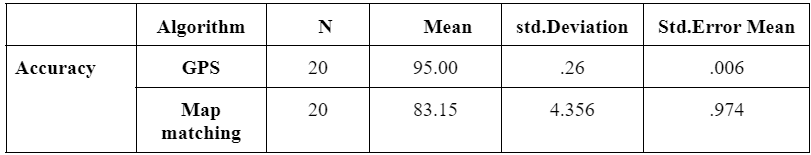 Algorithm N Mean std.Deviation Std.Error Mean
Accuracy GPS 20 95.00 .26 .006
Map matching 20 83.15 4.356 .974